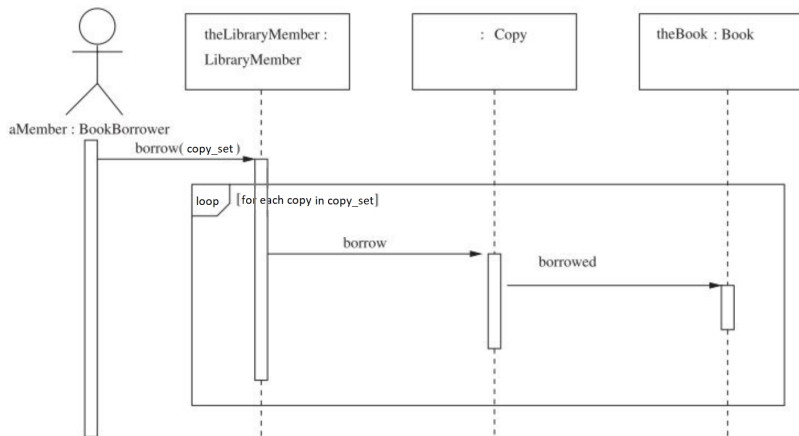 theLibraryMember :
LibraryMember
: Copy
theBook : Book
aMember : BookBorrower
borrow( copy_set )
loop
[for each copy in copy_set]
borrow
borrowed